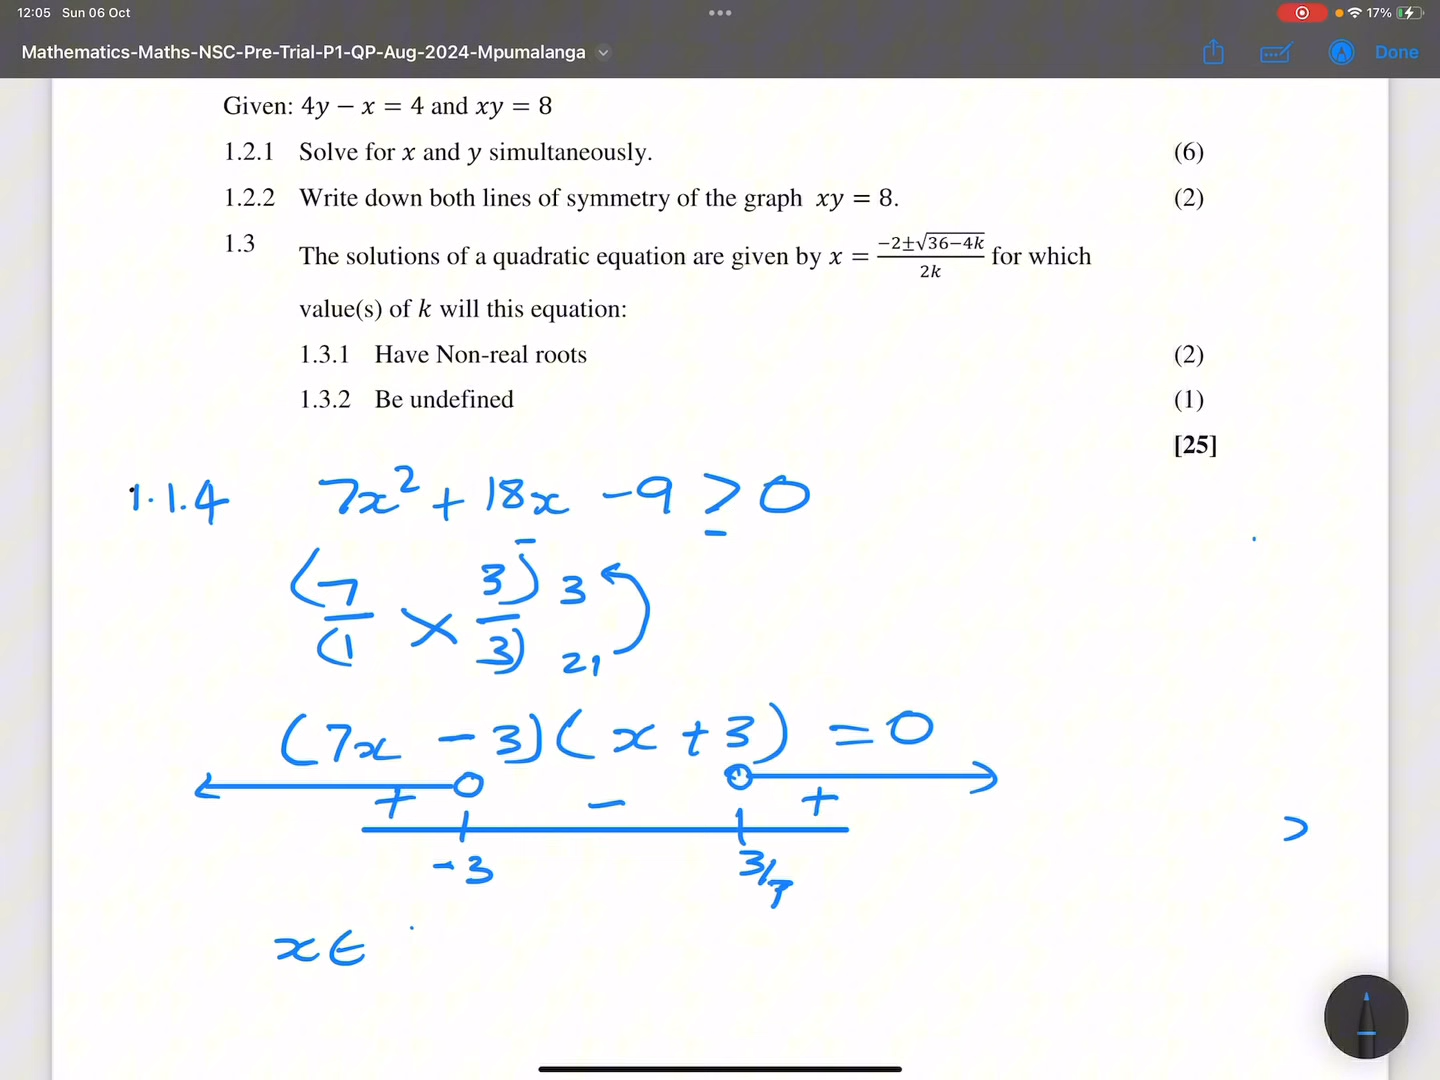 12:05 Sun 06 Oct
17%
Mathematics-Maths-NSC-Pre-Trial-P1-QP-Aug-2024-Mpumalanga
Done
Given: 4y − x = 4 and xy = 8
1.2.1 Solve for x and y simultaneously. (6)
1.2.2 Write down both lines of symmetry of the graph xy = 8. (2)
1.3 The solutions of a quadratic equation are given by x = (−2±√(36−4k))/(2k) for which
value(s) of k will this equation:
1.3.1 Have Non-real roots (2)
1.3.2 Be undefined (1)
[25]
1.1.4 7x² + 18x − 9 ≥ 0
(7 3)⁻ 3
×
(1 3) 21
(7x − 3)(x + 3) = 0
+ − +
−3 3/7
>
x ∈